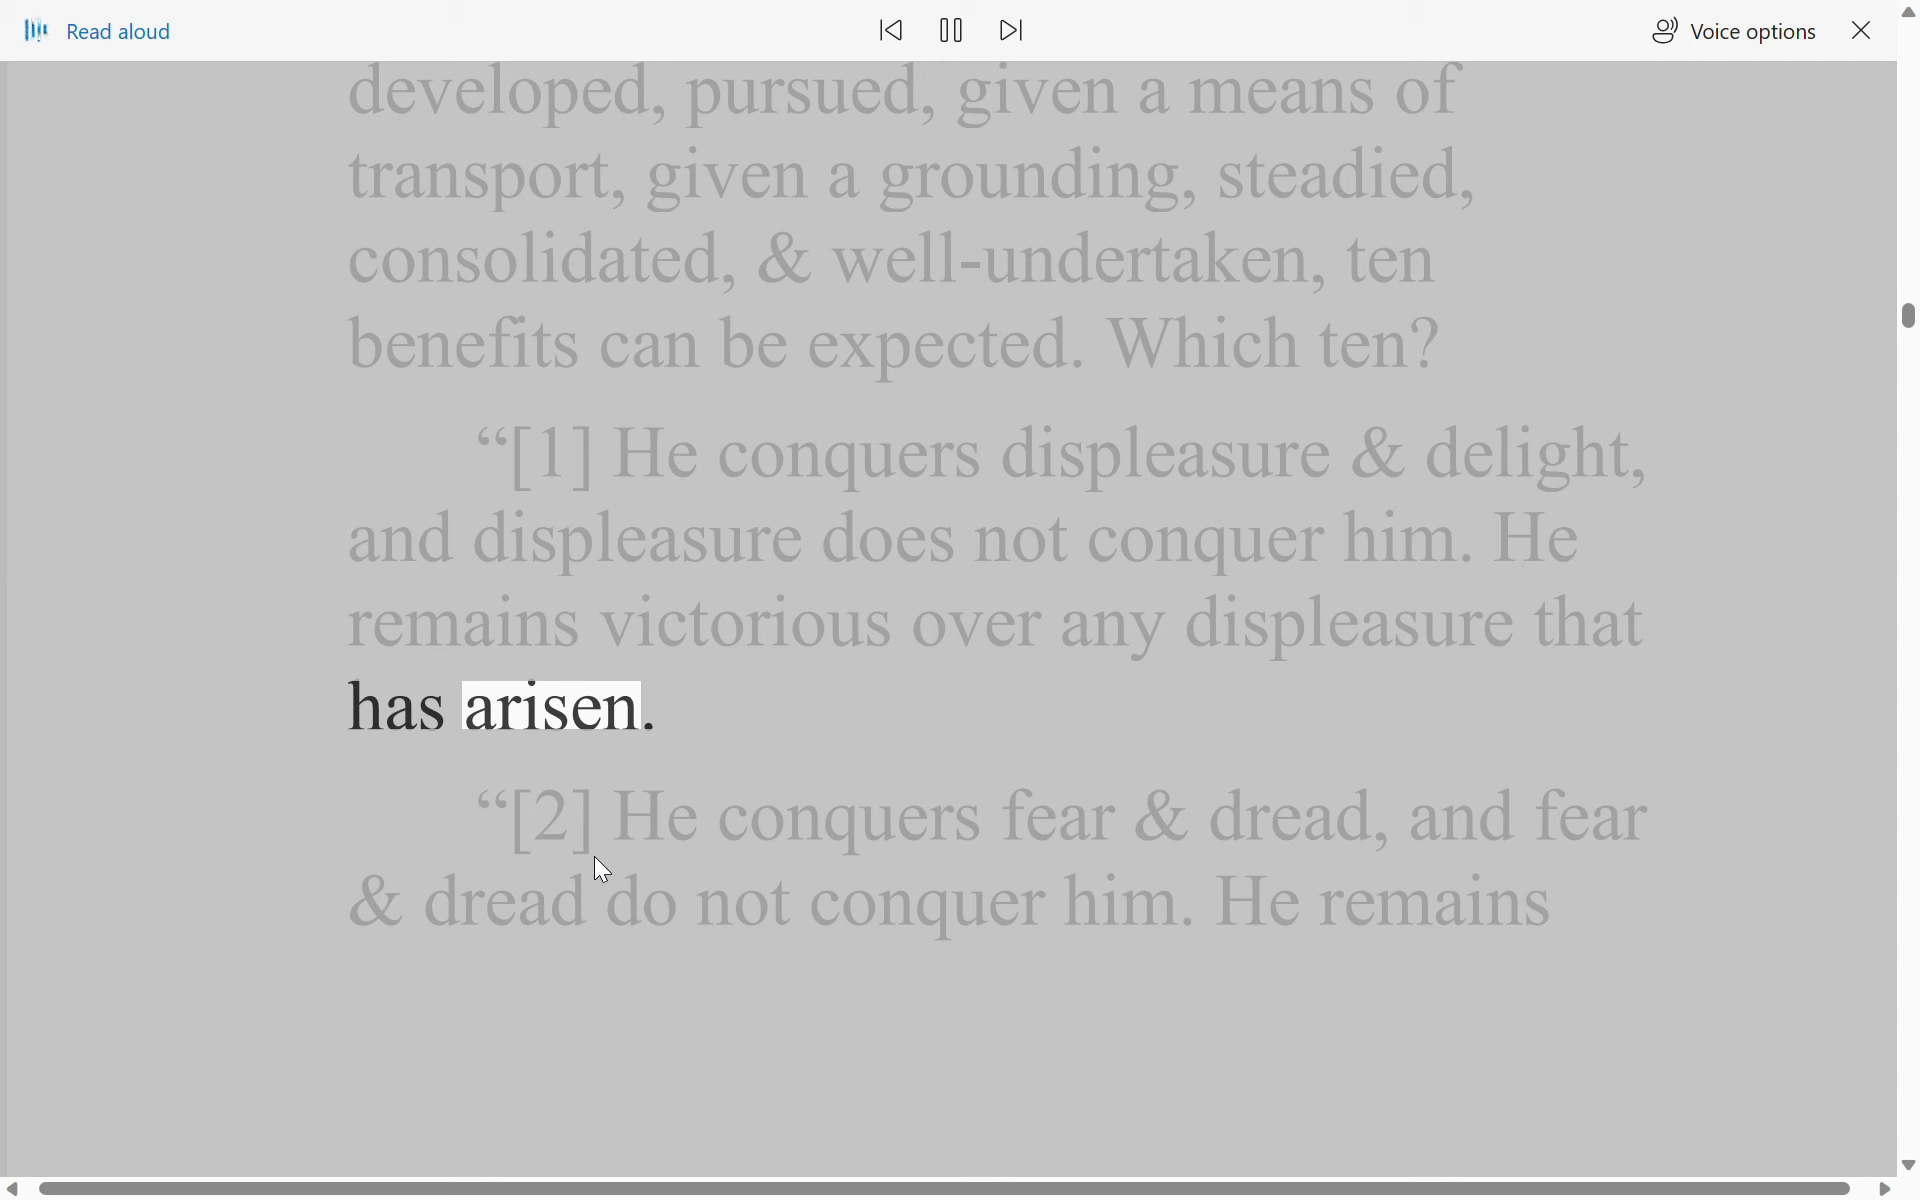 Read aloud
Voice options
developed, pursued, given a means of
transport, given a grounding, steadied,
consolidated, & well-undertaken, ten
benefits can be expected. Which ten?
“[1] He conquers displeasure & delight,
and displeasure does not conquer him. He
remains victorious over any displeasure that
has arisen.
“[2] He conquers fear & dread, and fear
& dread do not conquer him. He remains